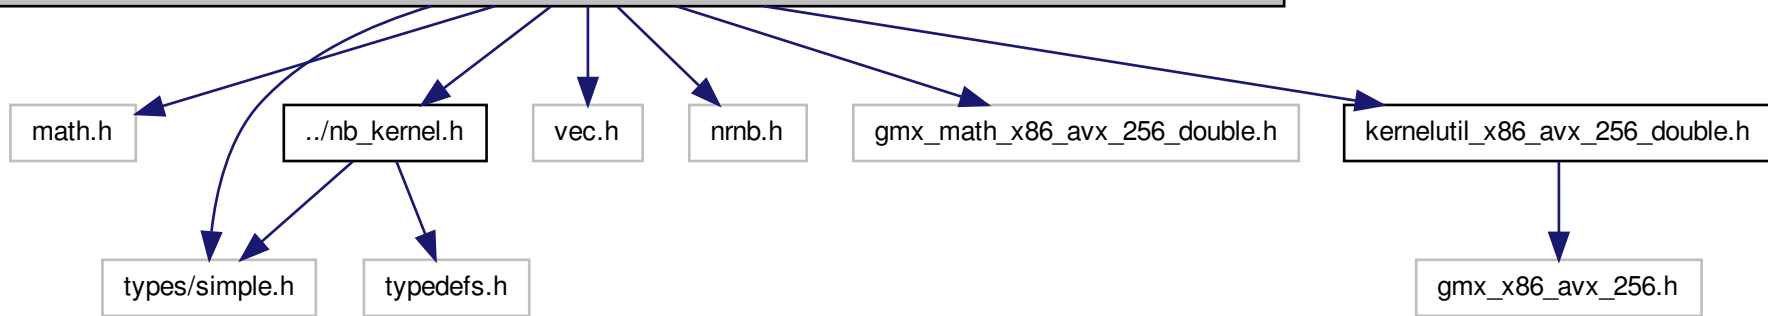 math.h
../nb_kernel.h
vec.h
nrnb.h
gmx_math_x86_avx_256_double.h
kernelutil_x86_avx_256_double.h
types/simple.h
typedefs.h
gmx_x86_avx_256.h